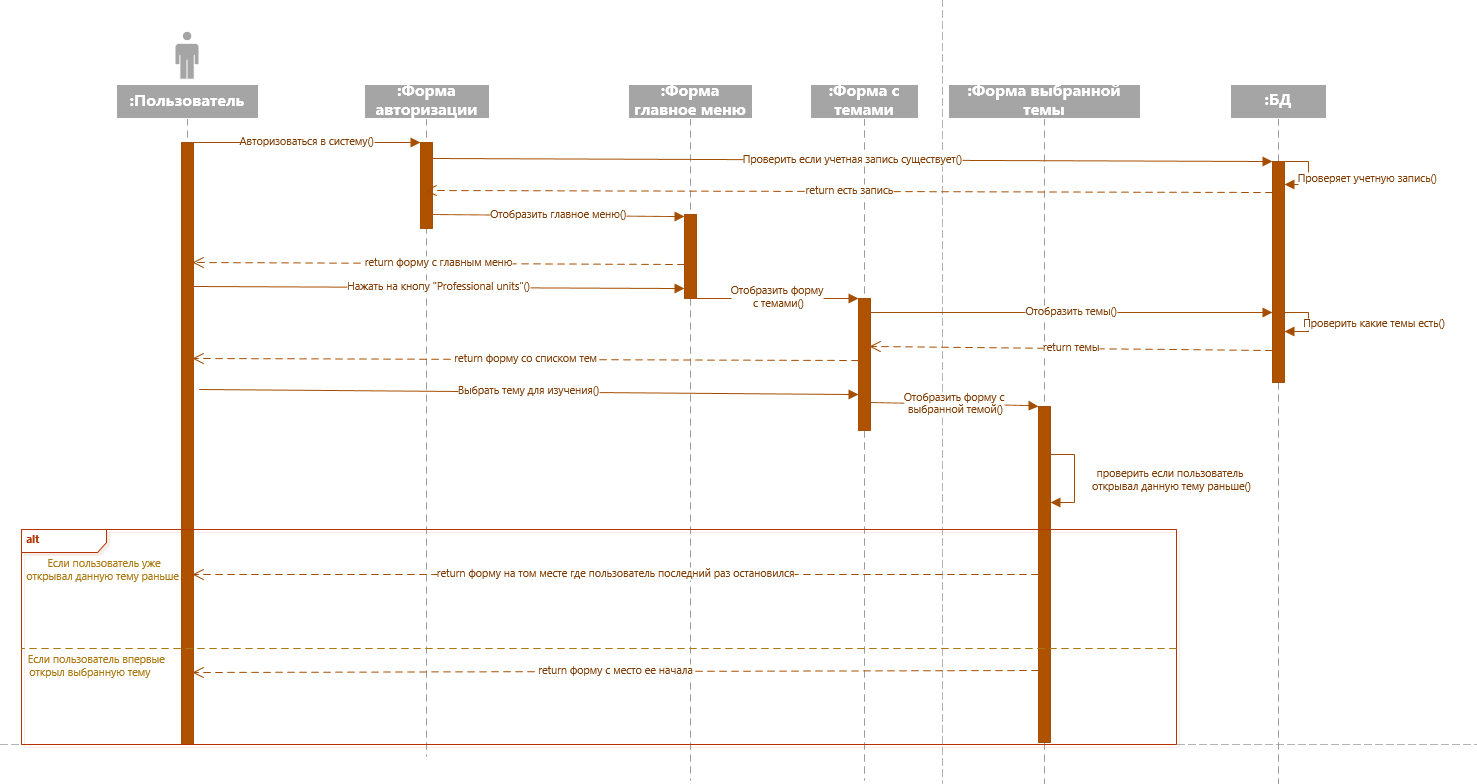 :Пользователь
:Форма
авторизации
:Форма
главное меню
:Форма с
темами
:Форма выбранной
темы
:БД
Авторизоваться в систему()
Проверить если учетная запись существует()
Проверяет учетную запись()
return есть запись
Отобразить главное меню()
return форму с главным меню
Нажать на кнопу "Professional units"()
Отобразить форму
с темами()
Отобразить темы()
Проверить какие темы есть()
return темы
return форму со списком тем
Выбрать тему для изучения()
Отобразить форму с
выбранной темой()
проверить если пользователь
открывал данную тему раньше()
alt
Если пользователь уже
открывал данную тему раньше
return форму на том месте где пользователь последний раз остановился
Если пользователь впервые
открыл выбранную тему
return форму с место ее начала